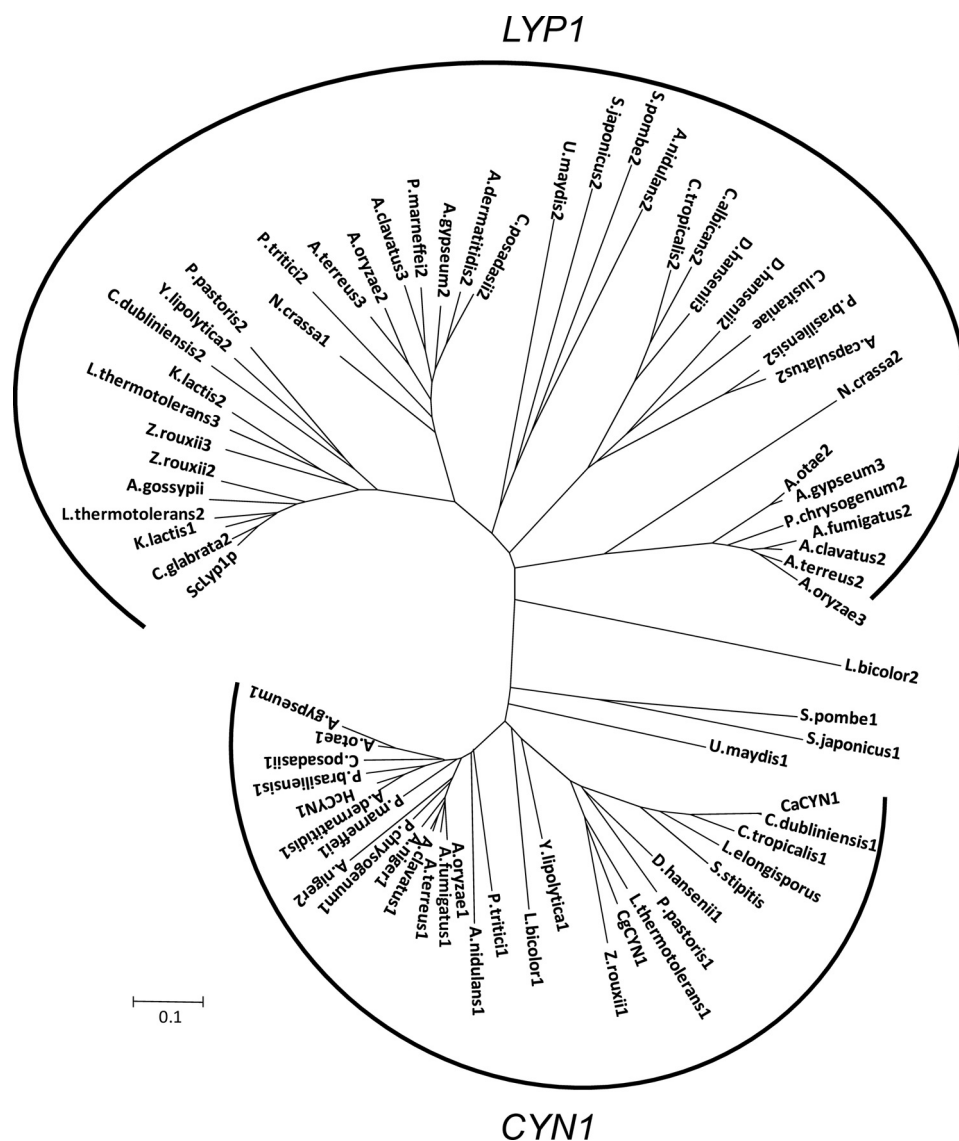 LYP1
ScLyp1p
C.glabrata2
K.lactis1
L.thermotolerans2
A.gossypii
Z.rouxii2
Z.rouxii3
L.thermotolerans3
K.lactis2
C.dubliniensis2
Y.lipolytica2
P.pastoris2
N.crassa1
P.tritici2
A.terreus3
A.oryzae2
A.clavatus3
P.marneffei2
A.gypseum2
A.dermatitidis2
C.posadasii2
U.maydis2
S.japonicus2
S.pombe2
A.nidulans2
C.tropicalis2
C.albicans2
D.hansenii3
D.hansenii2
C.lusitaniae
P.brasiliensis2
A.capsulatus2
N.crassa2
A.otae2
A.gypseum3
P.chrysogenum2
A.fumigatus2
A.clavatus2
A.terreus2
A.oryzae3
L.bicolor2
S.pombe1
S.japonicus1
U.maydis1
CaCYN1
C.dubliniensis1
C.tropicalis1
L.elongisporus
S.stipitis
D.hansenii1
P.pastoris1
L.thermotolerans1
CgCYN1
Z.rouxii1
Y.lipolytica1
L.bicolor1
P.tritici1
A.nidulans1
A.oryzae1
A.fumigatus1
A.terreus1
A.clavatus1
A.niger1
P.chrysogenum1
A.niger2
P.marneffei1
A.dermatitidis1
HcCYN1
P.brasiliensis1
C.posadasii1
A.otae1
A.gypseum1
0.1
CYN1